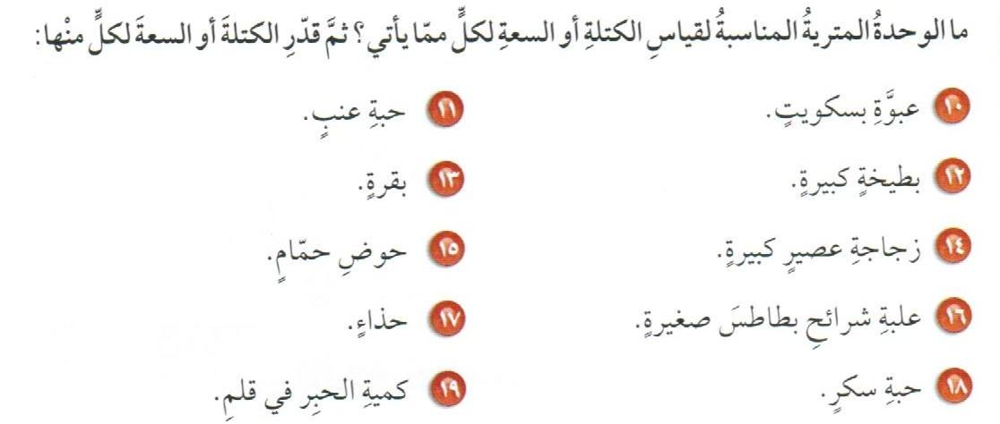 ما الوحدةُ المتريةُ المناسبةُ لقياسِ الكتلةِ أو السعةِ لكلٍّ ممّا يأتي؟ ثمَّ قدّرِ الكتلةَ أو السعةَ لكلٍّ منْها:
١٠ عبوَّةِ بسكويتٍ. ١١ حبةِ عنبٍ.
١٢ بطيخةٍ كبيرةٍ. ١٣ بقرةٍ.
١٤ زجاجةِ عصيرٍ كبيرةٍ. ١٥ حوضِ حمّامٍ.
١٦ علبةِ شرائحِ بطاطسَ صغيرةٍ. ١٧ حذاءٍ.
١٨ حبةِ سكرٍ. ١٩ كميةِ الحبِر في قلمٍ.